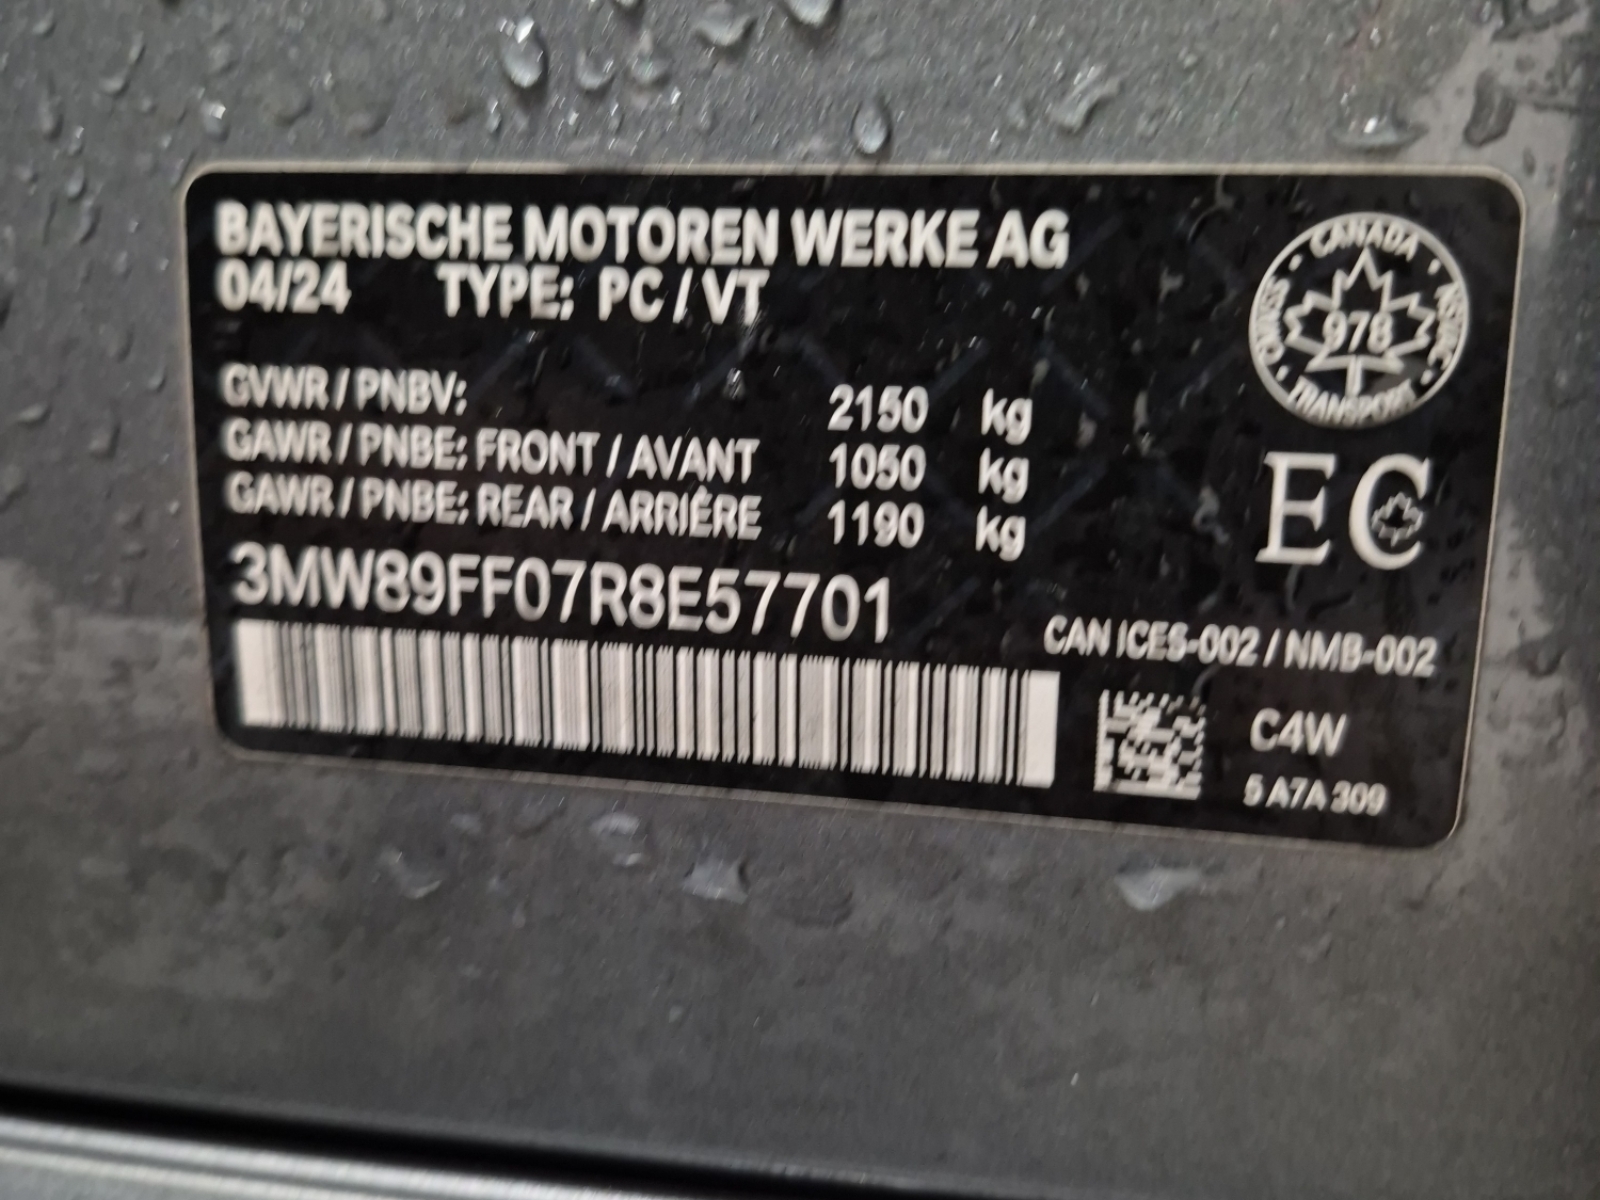 BAYERISCHE MOTOREN WERKE AG
04/24 TYPE: PC / VT
GVWR / PNBV: 2150 kg
GAWR / PNBE: FRONT / AVANT 1050 kg
GAWR / PNBE: REAR / ARRIÈRE 1190 kg
3MW89FF07R8E57701
CANADA
978
TRANSPORT
EC
CAN ICES-002 / NMB-002
C4W
5 A7A 309